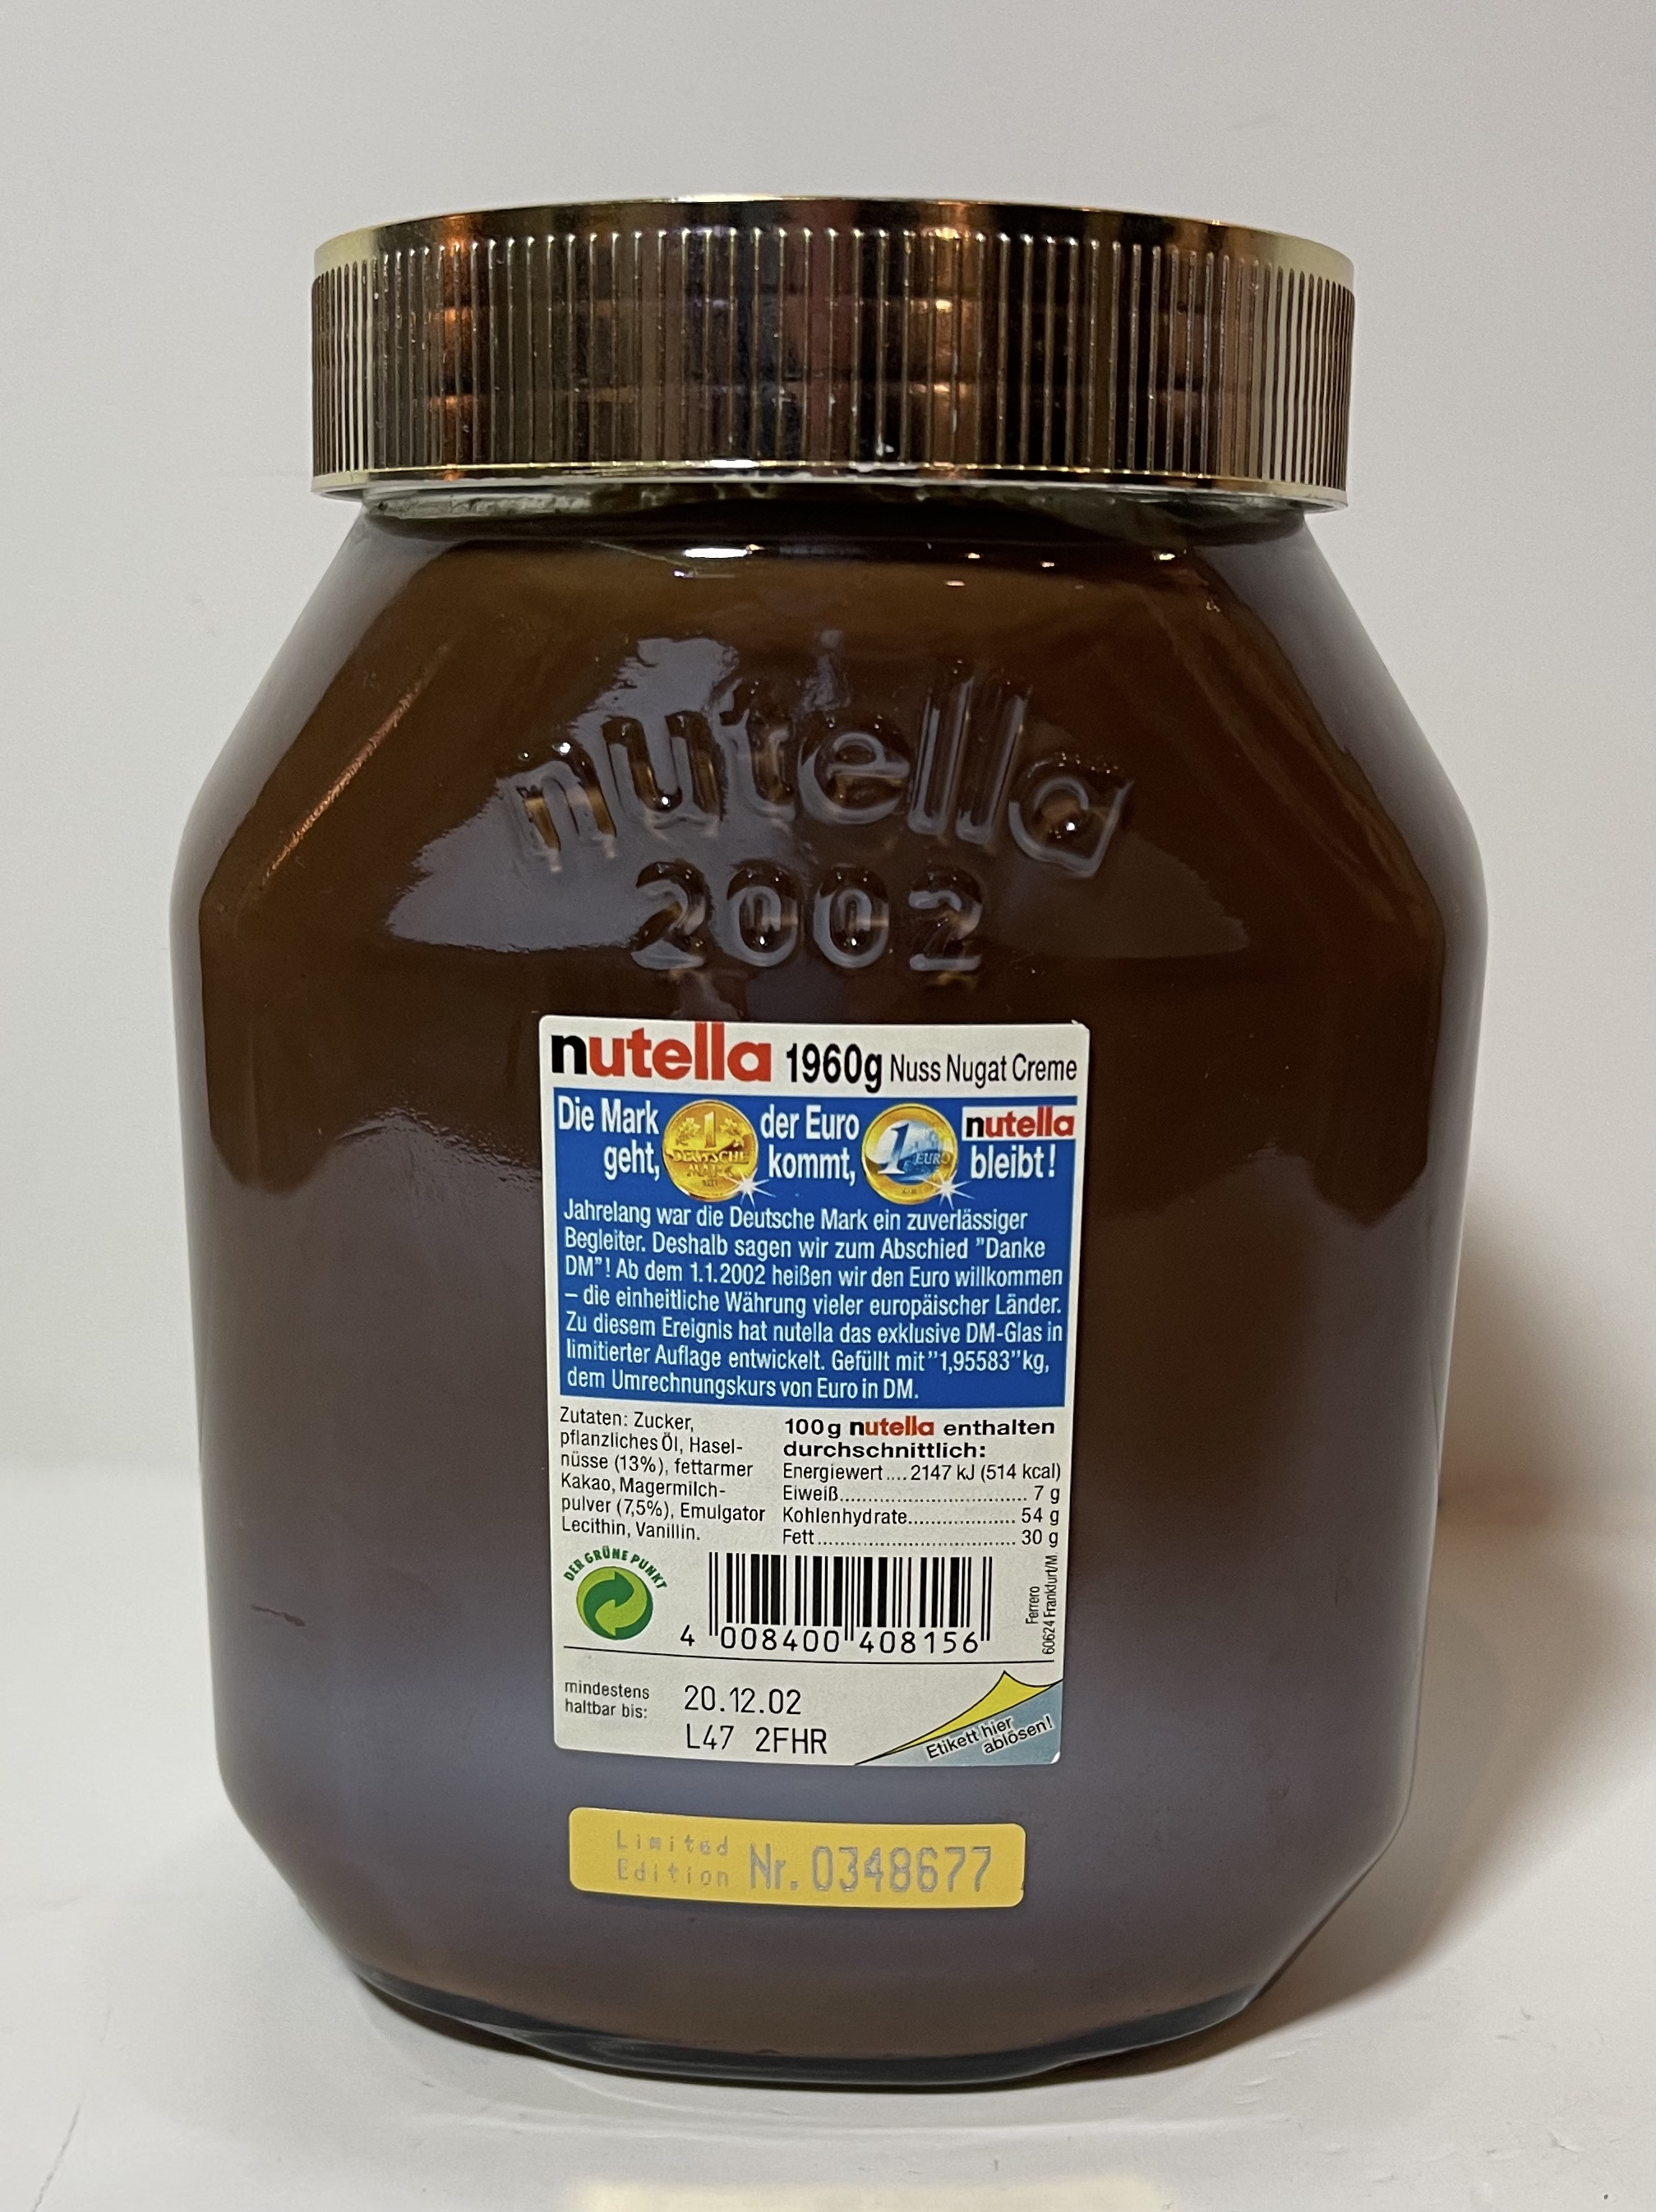 nutella
2002
nutella 1960g Nuss Nugat Creme
Die Mark geht,
1 DEUTSCHE MARK
der Euro kommt,
1 EURO
nutella bleibt!
Jahrelang war die Deutsche Mark ein zuverlässiger
Begleiter. Deshalb sagen wir zum Abschied "Danke
DM"! Ab dem 1.1.2002 heißen wir den Euro willkommen
– die einheitliche Währung vieler europäischer Länder.
Zu diesem Ereignis hat nutella das exklusive DM-Glas in
limitierter Auflage entwickelt. Gefüllt mit "1,95583" kg,
dem Umrechnungskurs von Euro in DM.
Zutaten: Zucker,
pflanzliches Öl, Hasel-
nüsse (13%), fettarmer
Kakao, Magermilch-
pulver (7,5%), Emulgator
Lecithin, Vanillin.
100g nutella enthalten
durchschnittlich:
Energiewert.... 2147 kJ (514 kcal)
Eiweiß................................ 7 g
Kohlenhydrate.................. 54 g
Fett.................................... 30 g
DER GRÜNE PUNKT
4 008400 408156
Ferrero
60624 Frankfurt/M.
mindestens
haltbar bis:
20.12.02
L47 2FHR
Etikett hier
ablösen!
Limited
Edition
Nr. 0348677